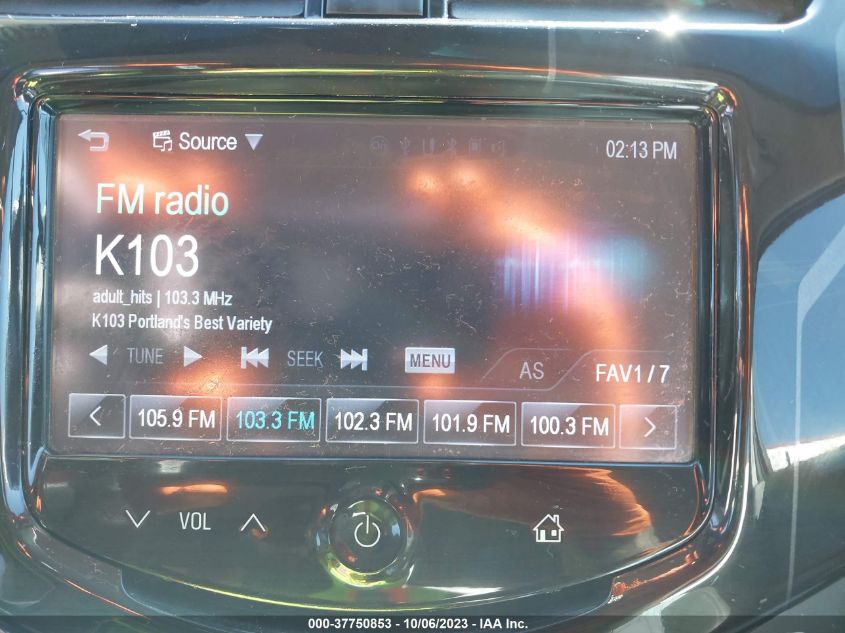 Source
02:13 PM
FM radio
K103
adult_hits | 103.3 MHz
K103 Portland's Best Variety
TUNE SEEK MENU AS FAV1 / 7
105.9 FM 103.3 FM 102.3 FM 101.9 FM 100.3 FM
VOL
000-37750853 - 10/06/2023 - IAA Inc.